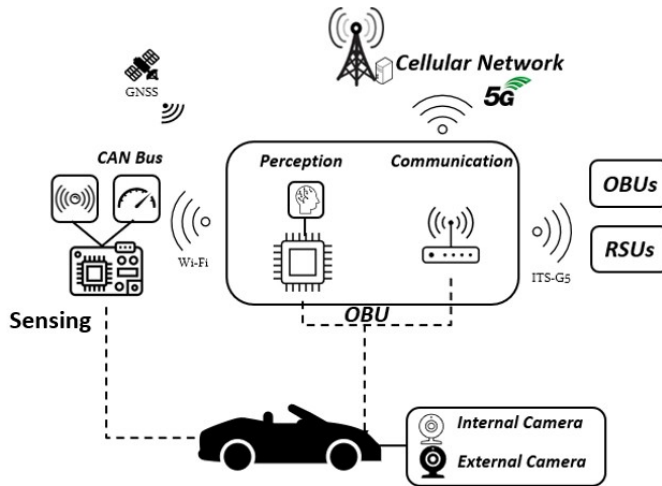 Cellular Network
5G
GNSS
CAN Bus
Perception
Communication
OBUs
RSUs
Wi-Fi
ITS-G5
Sensing
OBU
Internal Camera
External Camera